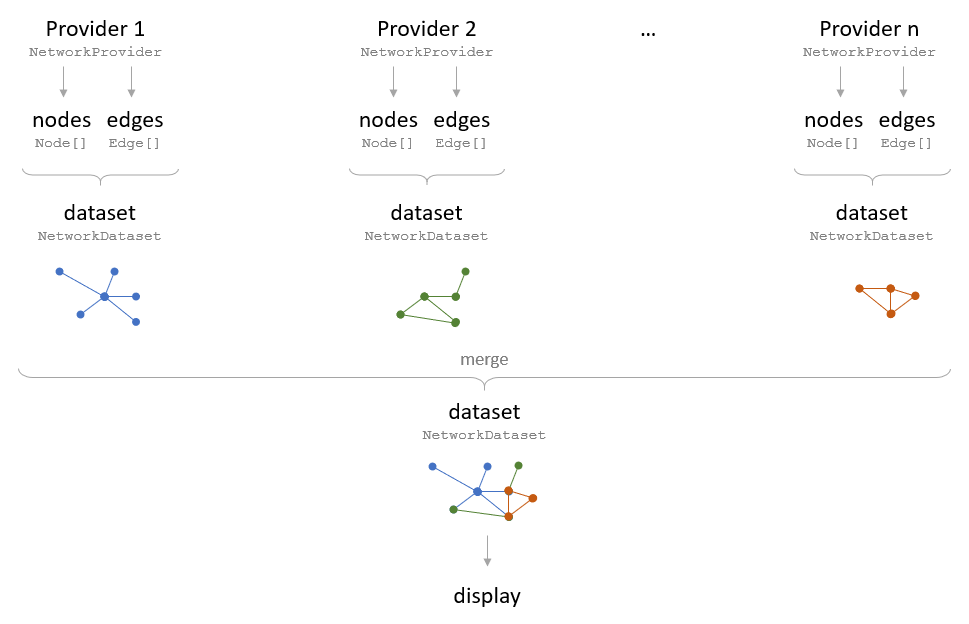 Provider 1 Provider 2 ... Provider n
NetworkProvider NetworkProvider NetworkProvider
nodes edges nodes edges nodes edges
Node[] Edge[] Node[] Edge[] Node[] Edge[]
dataset dataset dataset
NetworkDataset NetworkDataset NetworkDataset
merge
dataset
NetworkDataset
display